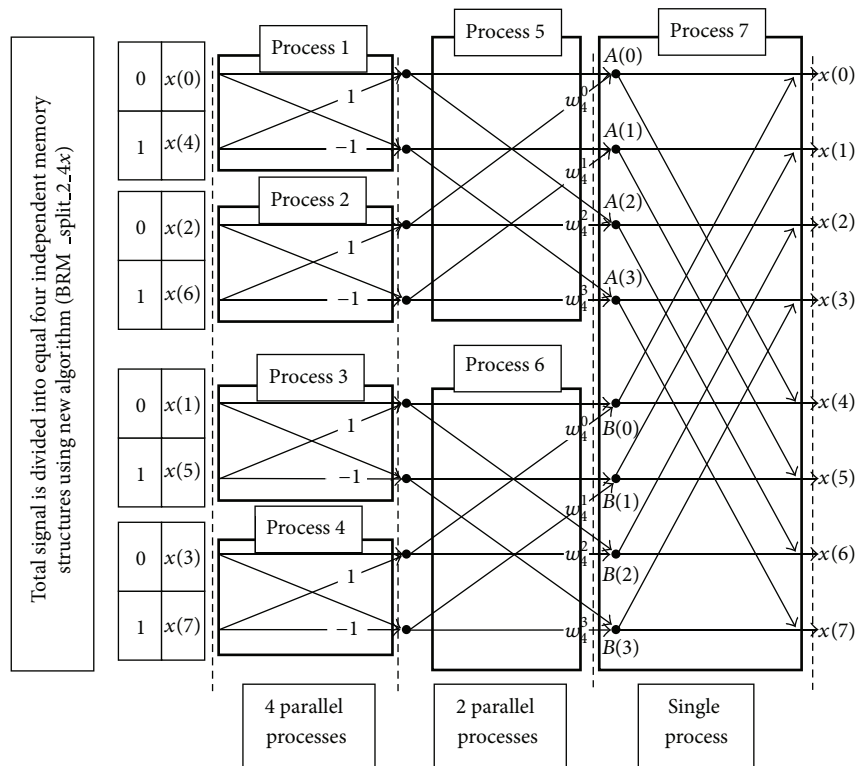 Total signal is divided into equal four independent memory
structures using new algorithm (BRM _split_2_4x)
0 x(0)
1 x(4)
0 x(2)
1 x(6)
0 x(1)
1 x(5)
0 x(3)
1 x(7)
Process 1
1
−1
Process 2
1
−1
Process 3
1
−1
Process 4
1
−1
4 parallel
processes
Process 5
w_4^0
w_4^1
w_4^2
w_4^3
Process 6
w_4^0
w_4^1
w_4^2
w_4^3
2 parallel
processes
Process 7
A(0)
A(1)
A(2)
A(3)
B(0)
B(1)
B(2)
B(3)
Single
process
x(0)
x(1)
x(2)
x(3)
x(4)
x(5)
x(6)
x(7)